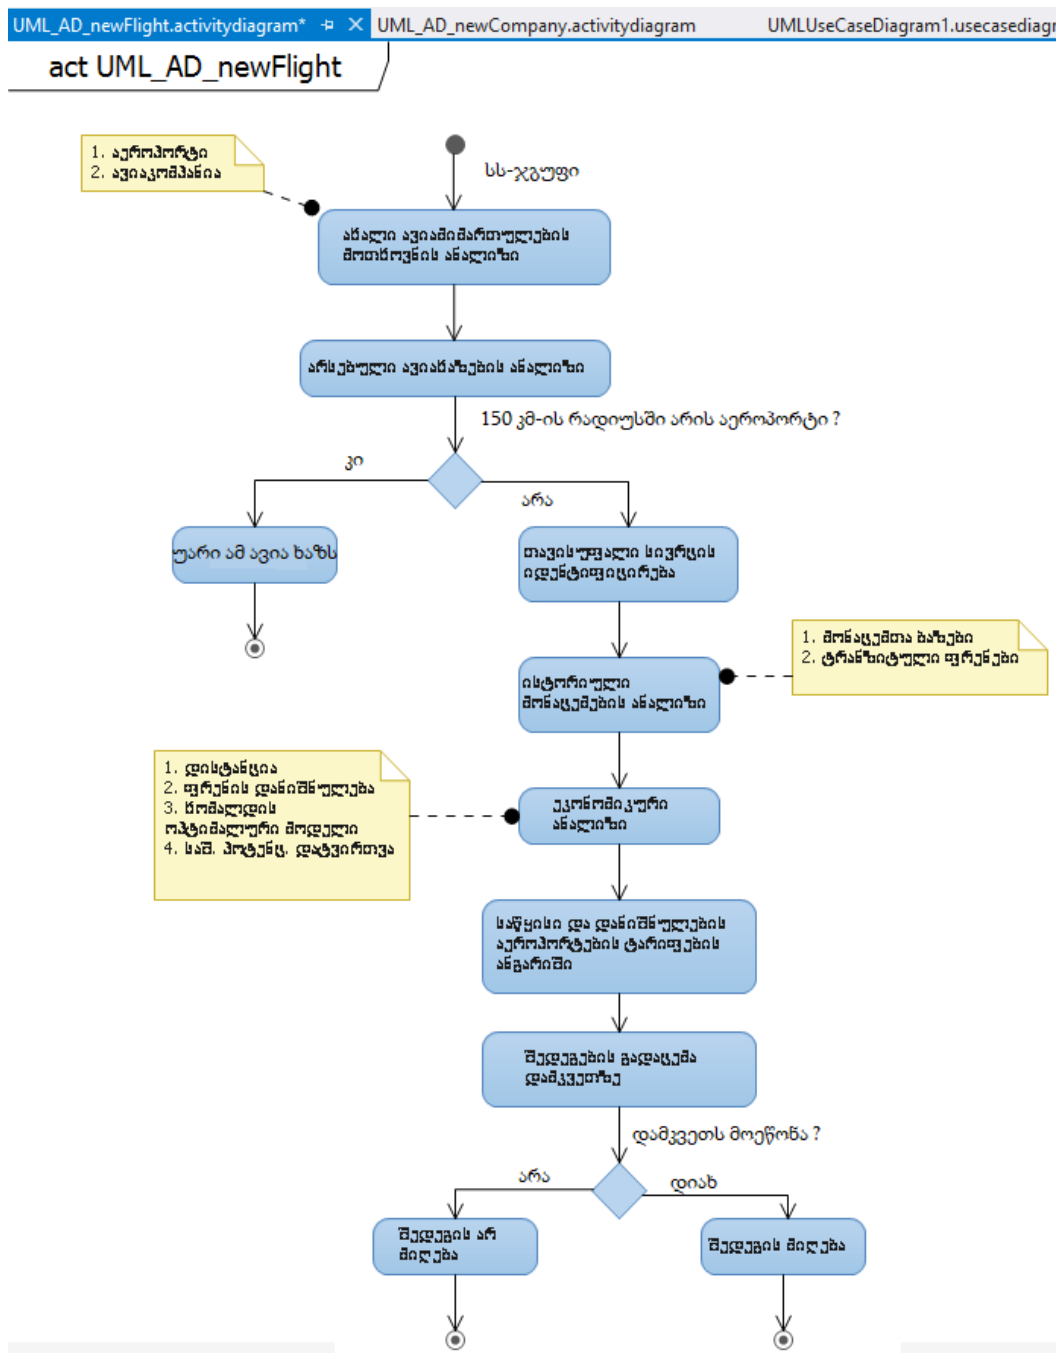 UML_AD_newFlight.activitydiagram*
UML_AD_newCompany.activitydiagram
UMLUseCaseDiagram1.usecasediagr
act UML_AD_newFlight
1. აეროპორტი
2. ავიაკომპანია
სს-ჯგუფი
ახალი ავიამიმართულების
მოთხოვნის ანალიზი
არსებული ავიახაზების ანალიზი
150 კმ-ის რადიუსში არის აეროპორტი ?
კი
არა
უარი ამ ავია ხაზს
თავისუფალი სივრცის
იდენტიფიცირება
1. მონაცემთა ბაზები
2. ტრანზიტული ფრენები
ისტორიული
მონაცემების ანალიზი
1. დისტანცია
2. ფრენის დანიშნულება
3. ხომალდის
ოპტიმალური მოდელი
4. საშ. პოტენც. დატვირთვა
ეკონომიკური
ანალიზი
საწყისი და დანიშნულების
აეროპორტების ტარიფების
ანგარიში
შედეგების გადაცემა
დამკვეთზე
დამკვეთს მოეწონა ?
არა
დიახ
შედეგის არ
მიღება
შედეგის მიღება